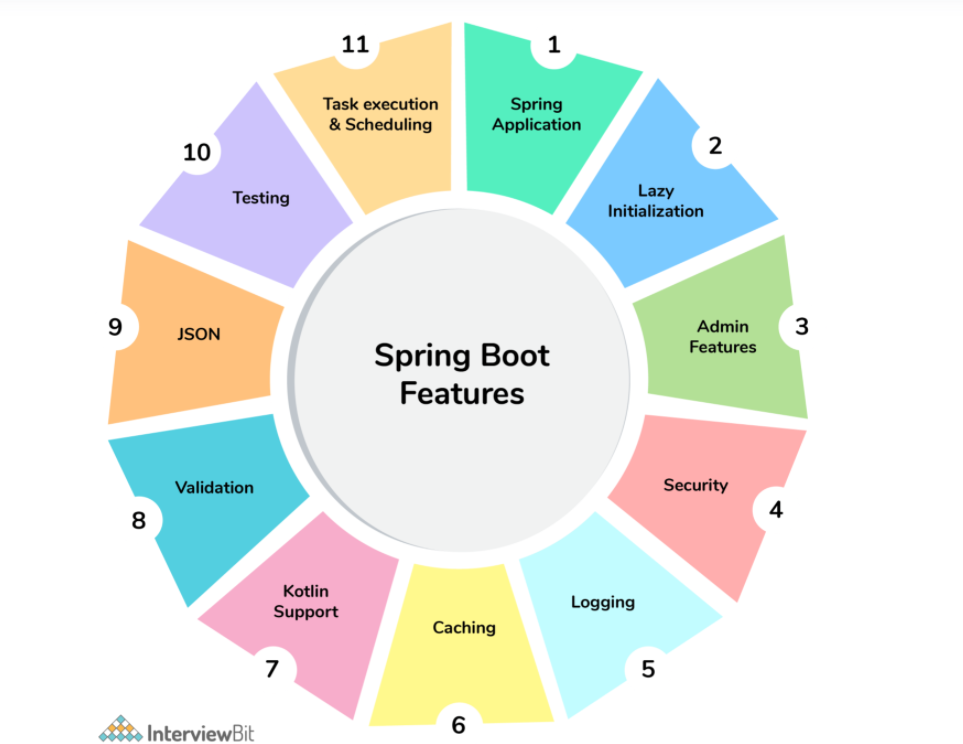 Spring Boot
Features
1
Spring
Application
2
Lazy
Initialization
3
Admin
Features
4
Security
5
Logging
6
Caching
7
Kotlin
Support
8
Validation
9
JSON
10
Testing
11
Task execution
& Scheduling
InterviewBit